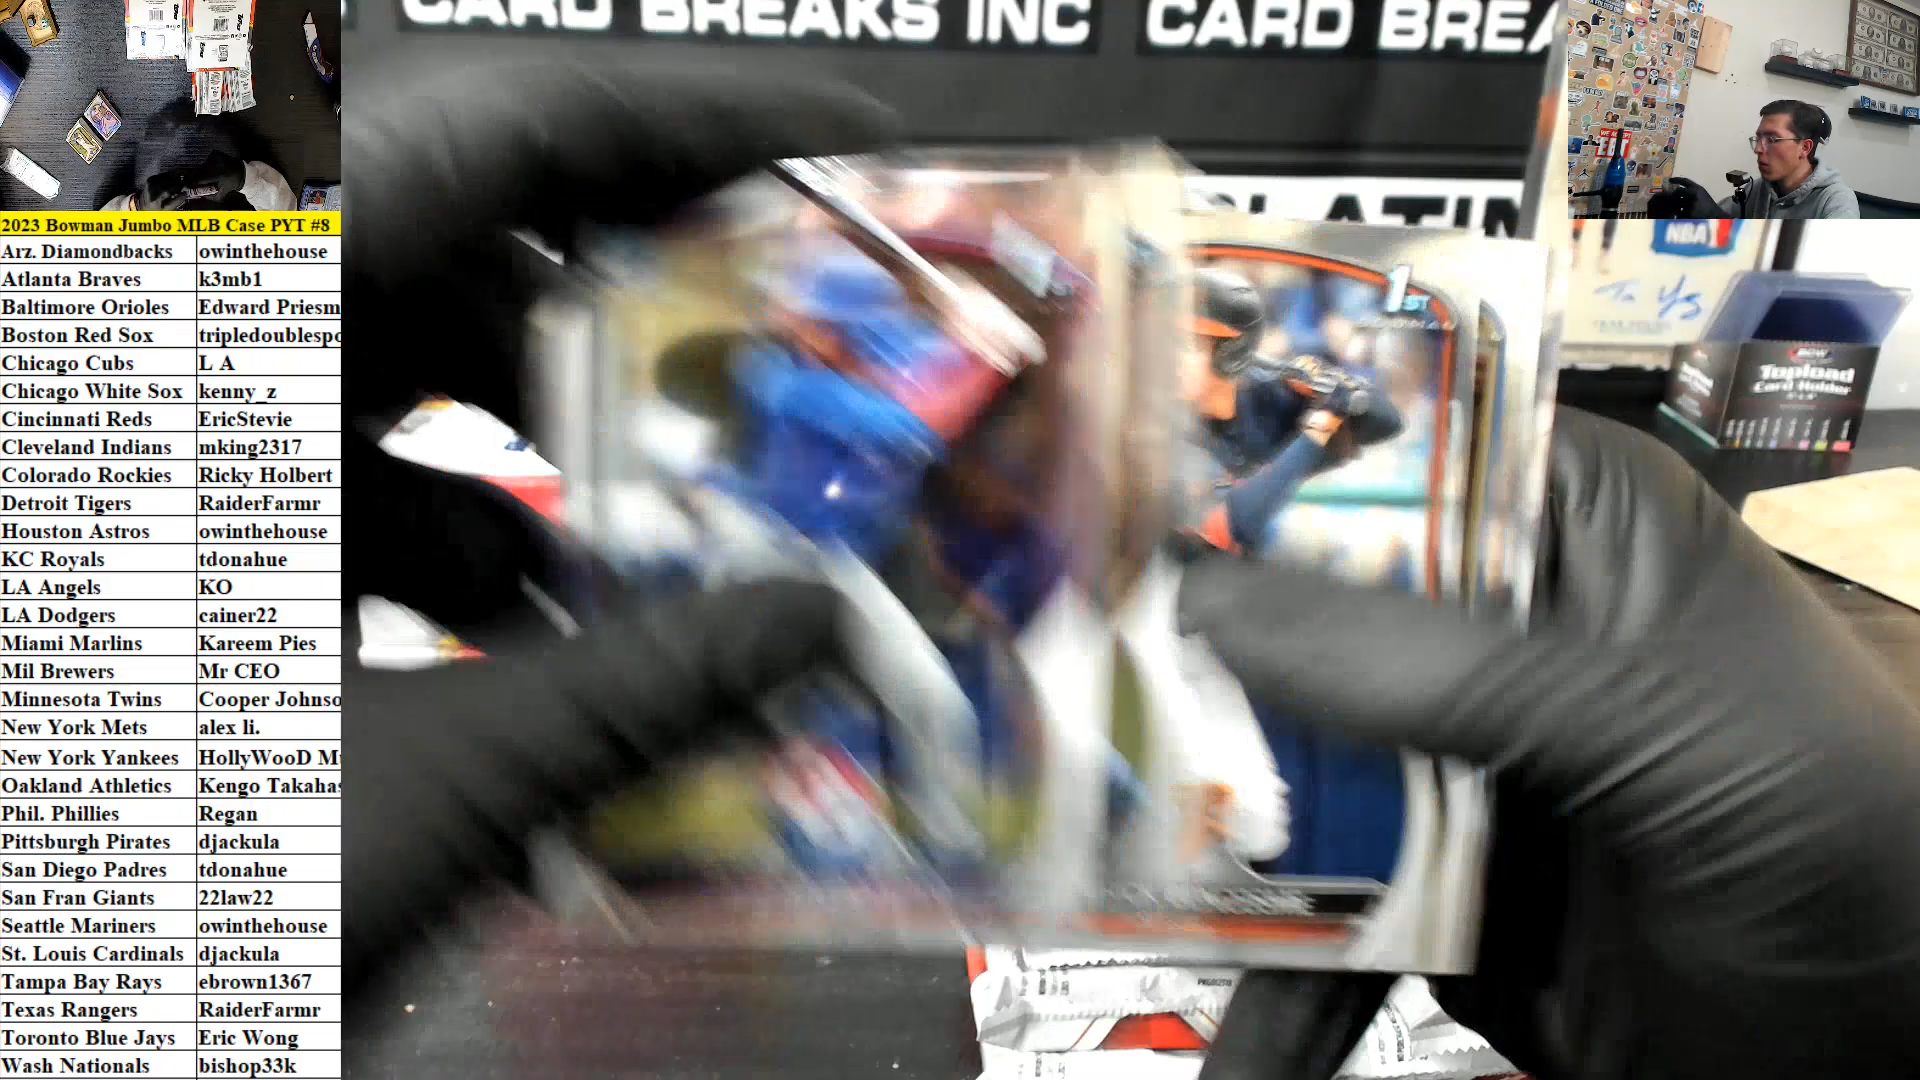 CARD BREAKS INC CARD BREA
2023 Bowman Jumbo MLB Case PYT #8
Arz. Diamondbacks owinthehouse
Atlanta Braves k3mb1
Baltimore Orioles Edward Priesm
Boston Red Sox tripledoublespo
Chicago Cubs L A
Chicago White Sox kenny_z
Cincinnati Reds EricStevie
Cleveland Indians mking2317
Colorado Rockies Ricky Holbert
Detroit Tigers RaiderFarmr
Houston Astros owinthehouse
KC Royals tdonahue
LA Angels KO
LA Dodgers cainer22
Miami Marlins Kareem Pies
Mil Brewers Mr CEO
Minnesota Twins Cooper Johnso
New York Mets alex li.
New York Yankees HollyWooD M
Oakland Athletics Kengo Takahas
Phil. Phillies Regan
Pittsburgh Pirates djackula
San Diego Padres tdonahue
San Fran Giants 22law22
Seattle Mariners owinthehouse
St. Louis Cardinals djackula
Tampa Bay Rays ebrown1367
Texas Rangers RaiderFarmr
Toronto Blue Jays Eric Wong
Wash Nationals bishop33k
LATIN
1ST
NBA
Topload
Card Holder